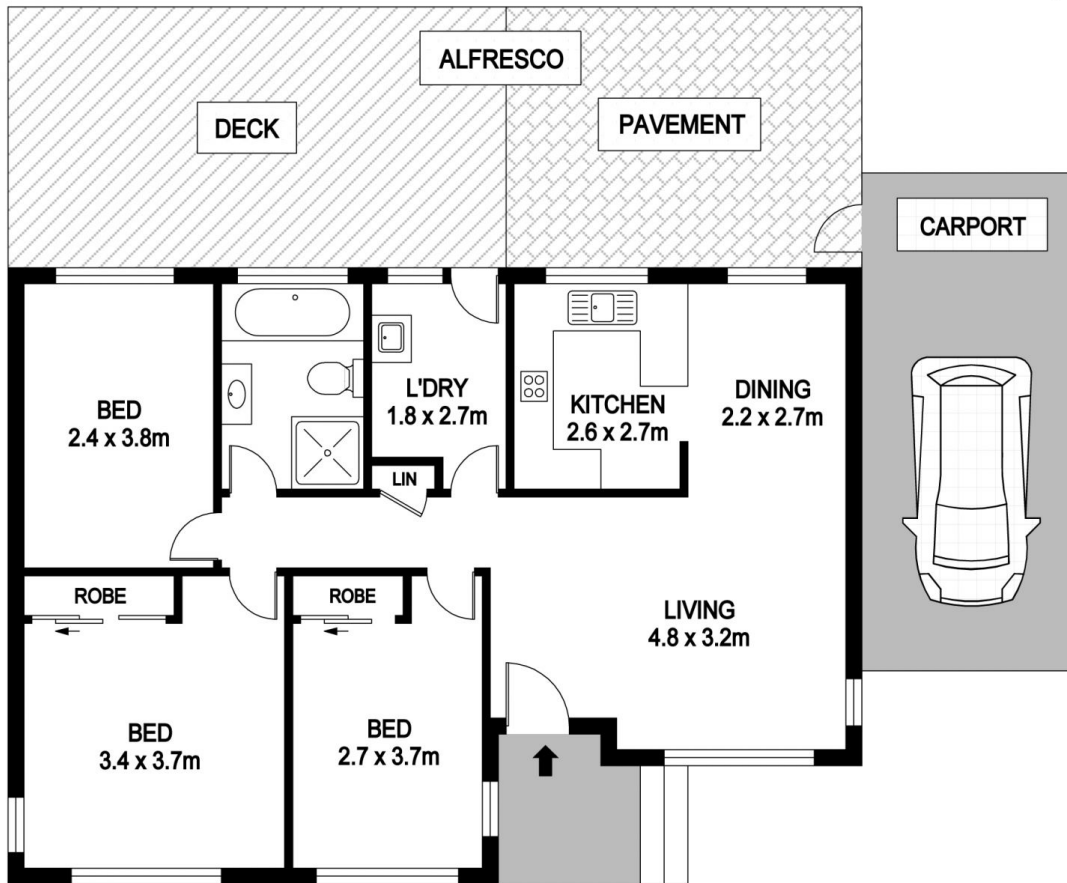 ALFRESCO
DECK
PAVEMENT
CARPORT
BED
2.4 x 3.8m
L'DRY
1.8 x 2.7m
KITCHEN
2.6 x 2.7m
DINING
2.2 x 2.7m
LIN
ROBE
ROBE
LIVING
4.8 x 3.2m
BED
3.4 x 3.7m
BED
2.7 x 3.7m